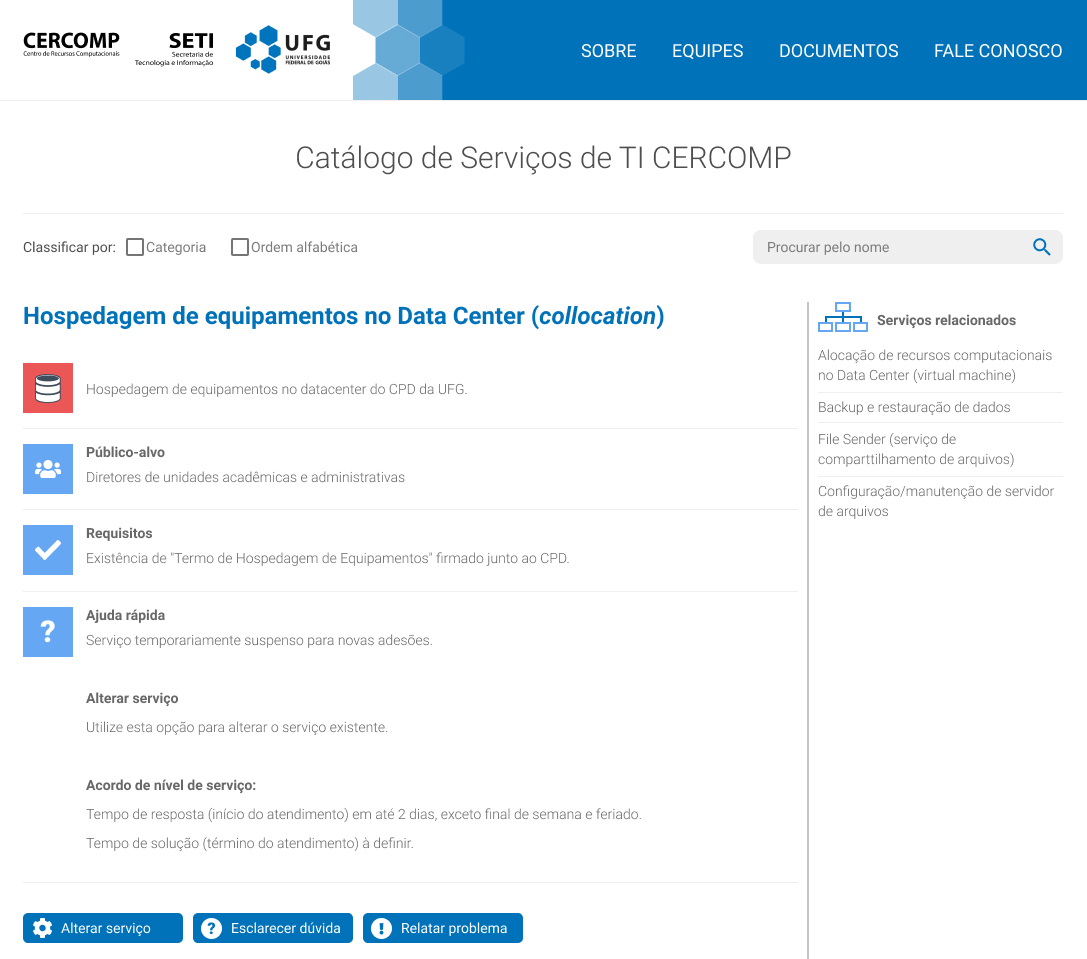 CERCOMP
Centro de Recursos Computacionais
SETI
Secretaria de
Tecnologia e Informação
UFG
UNIVERSIDADE
FEDERAL DE GOIÁS
SOBRE
EQUIPES
DOCUMENTOS
FALE CONOSCO
Catálogo de Serviços de TI CERCOMP
Classificar por:
Categoria
Ordem alfabética
Procurar pelo nome
Hospedagem de equipamentos no Data Center (collocation)
Hospedagem de equipamentos no datacenter do CPD da UFG.
Público-alvo
Diretores de unidades acadêmicas e administrativas
Requisitos
Existência de "Termo de Hospedagem de Equipamentos" firmado junto ao CPD.
Ajuda rápida
Serviço temporariamente suspenso para novas adesões.
Alterar serviço
Utilize esta opção para alterar o serviço existente.
Acordo de nível de serviço:
Tempo de resposta (início do atendimento) em até 2 dias, exceto final de semana e feriado.
Tempo de solução (término do atendimento) à definir.
Alterar serviço
Esclarecer dúvida
Relatar problema
Serviços relacionados
Alocação de recursos computacionais
no Data Center (virtual machine)
Backup e restauração de dados
File Sender (serviço de
comparttilhamento de arquivos)
Configuração/manutenção de servidor
de arquivos